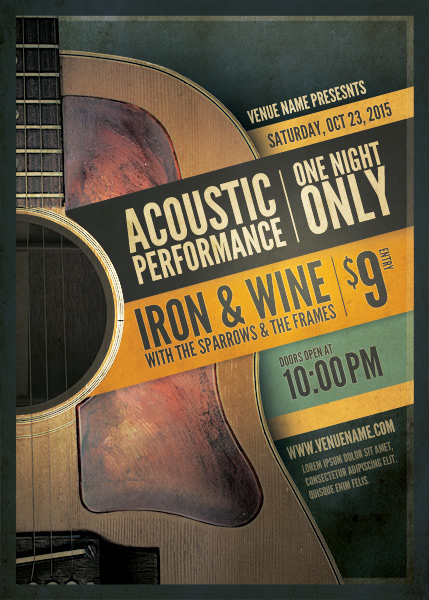 VENUE NAME PRESESNTS
SATURDAY, OCT 23, 2015
ACOUSTIC
PERFORMANCE
ONE NIGHT
ONLY
IRON & WINE
WITH THE SPARROWS & THE FRAMES
$9
ENTRY
DOORS OPEN AT
10:00PM
WWW.VENUENAME.COM
LOREM IPSUM DOLOR SIT AMET,
CONSECTETUR ADIPISCING ELIT.
QUISQUE ENIM FELIS.